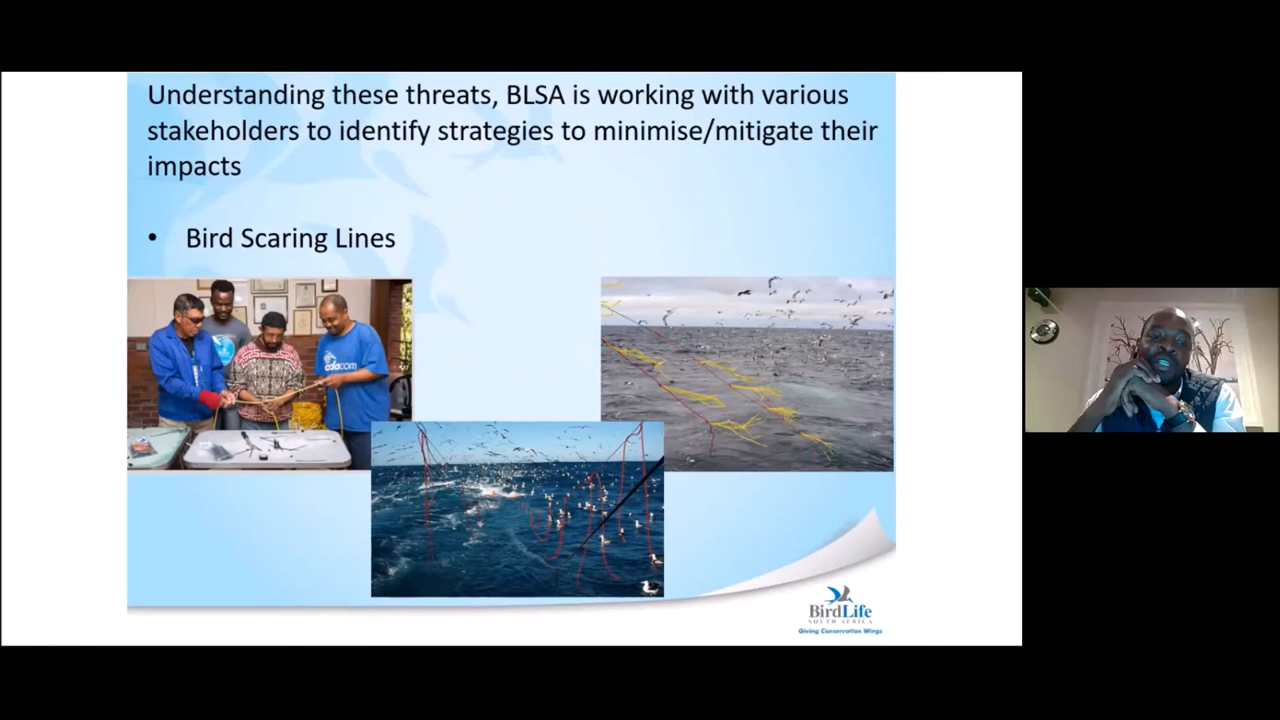 Understanding these threats, BLSA is working with various
stakeholders to identify strategies to minimise/mitigate their
impacts
• Bird Scaring Lines
BirdLife
SOUTH AFRICA
Giving Conservation Wings